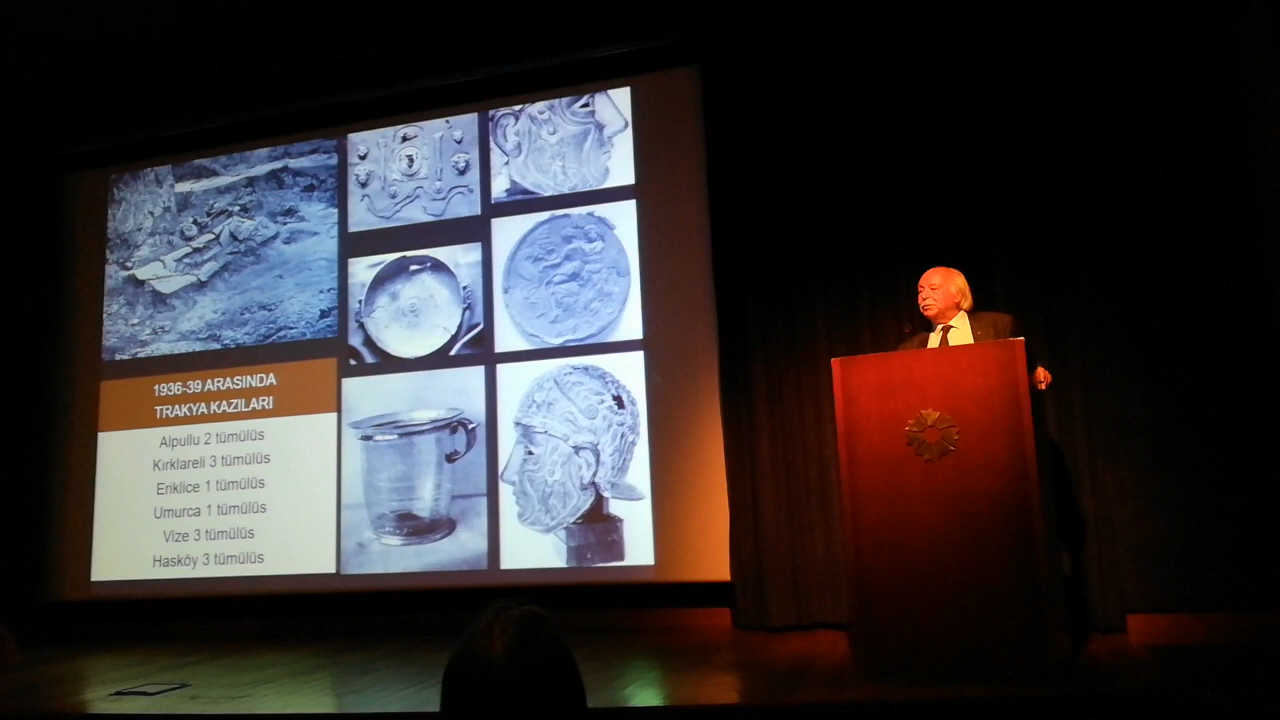 1936-39 ARASINDA
TRAKYA KAZILARI
Alpullu 2 tümülüs
Kırklareli 3 tümülüs
Eriklice 1 tümülüs
Umurca 1 tümülüs
Vize 3 tümülüs
Hasköy 3 tümülüs